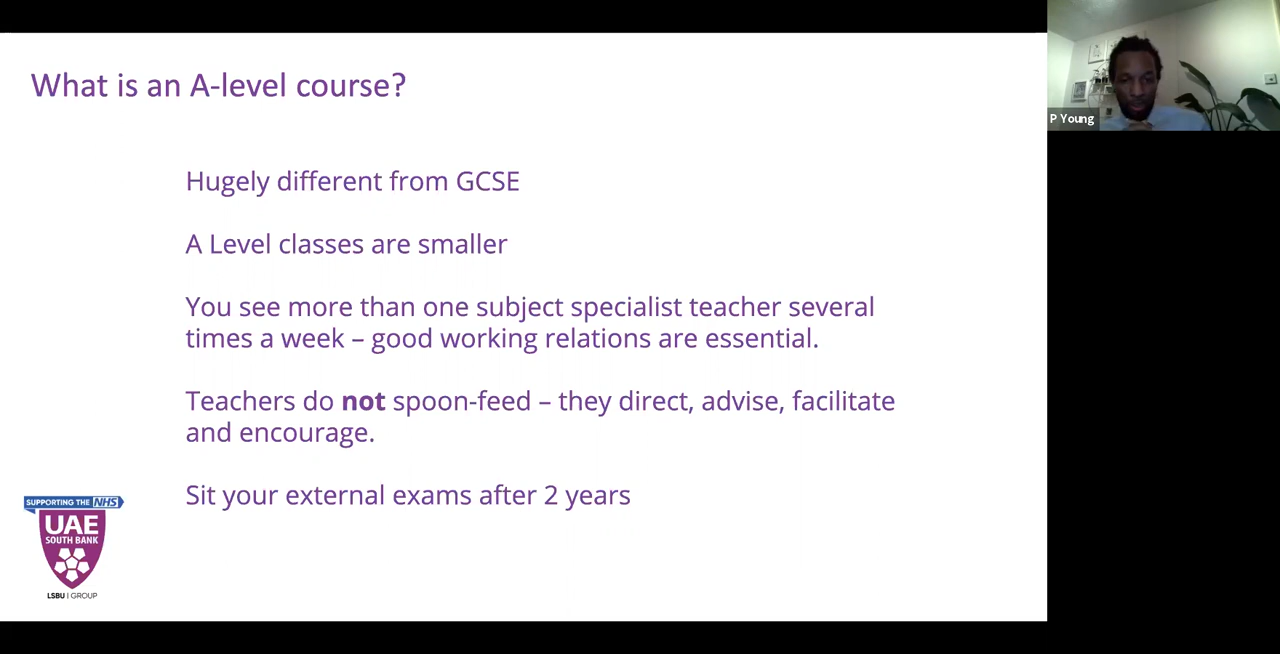 What is an A-level course?
P Young
Hugely different from GCSE
A Level classes are smaller
You see more than one subject specialist teacher several
times a week – good working relations are essential.
Teachers do not spoon-feed – they direct, advise, facilitate
and encourage.
Sit your external exams after 2 years
SUPPORTING THE NHS
UAE
SOUTH BANK
LSBU | GROUP